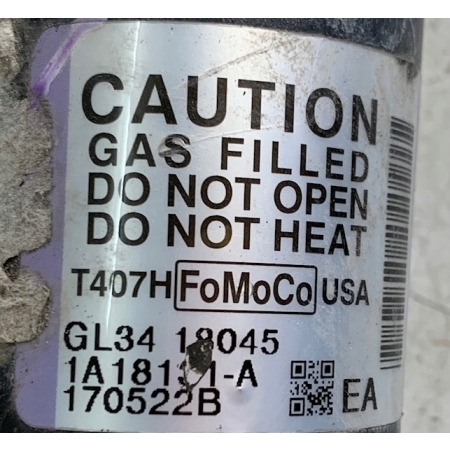 CAUTION
GAS FILLED
DO NOT OPEN
DO NOT HEAT
T407H FoMoCo USA
GL34 18045
170522B EA